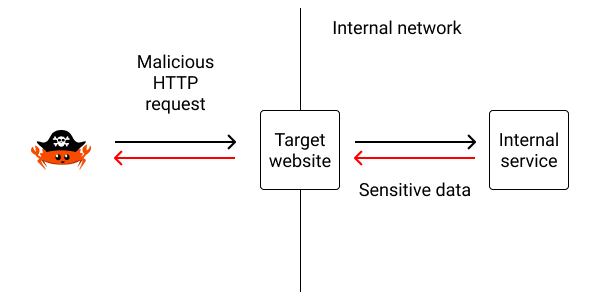 Internal network
Malicious
HTTP
request
Target
website
Internal
service
Sensitive data